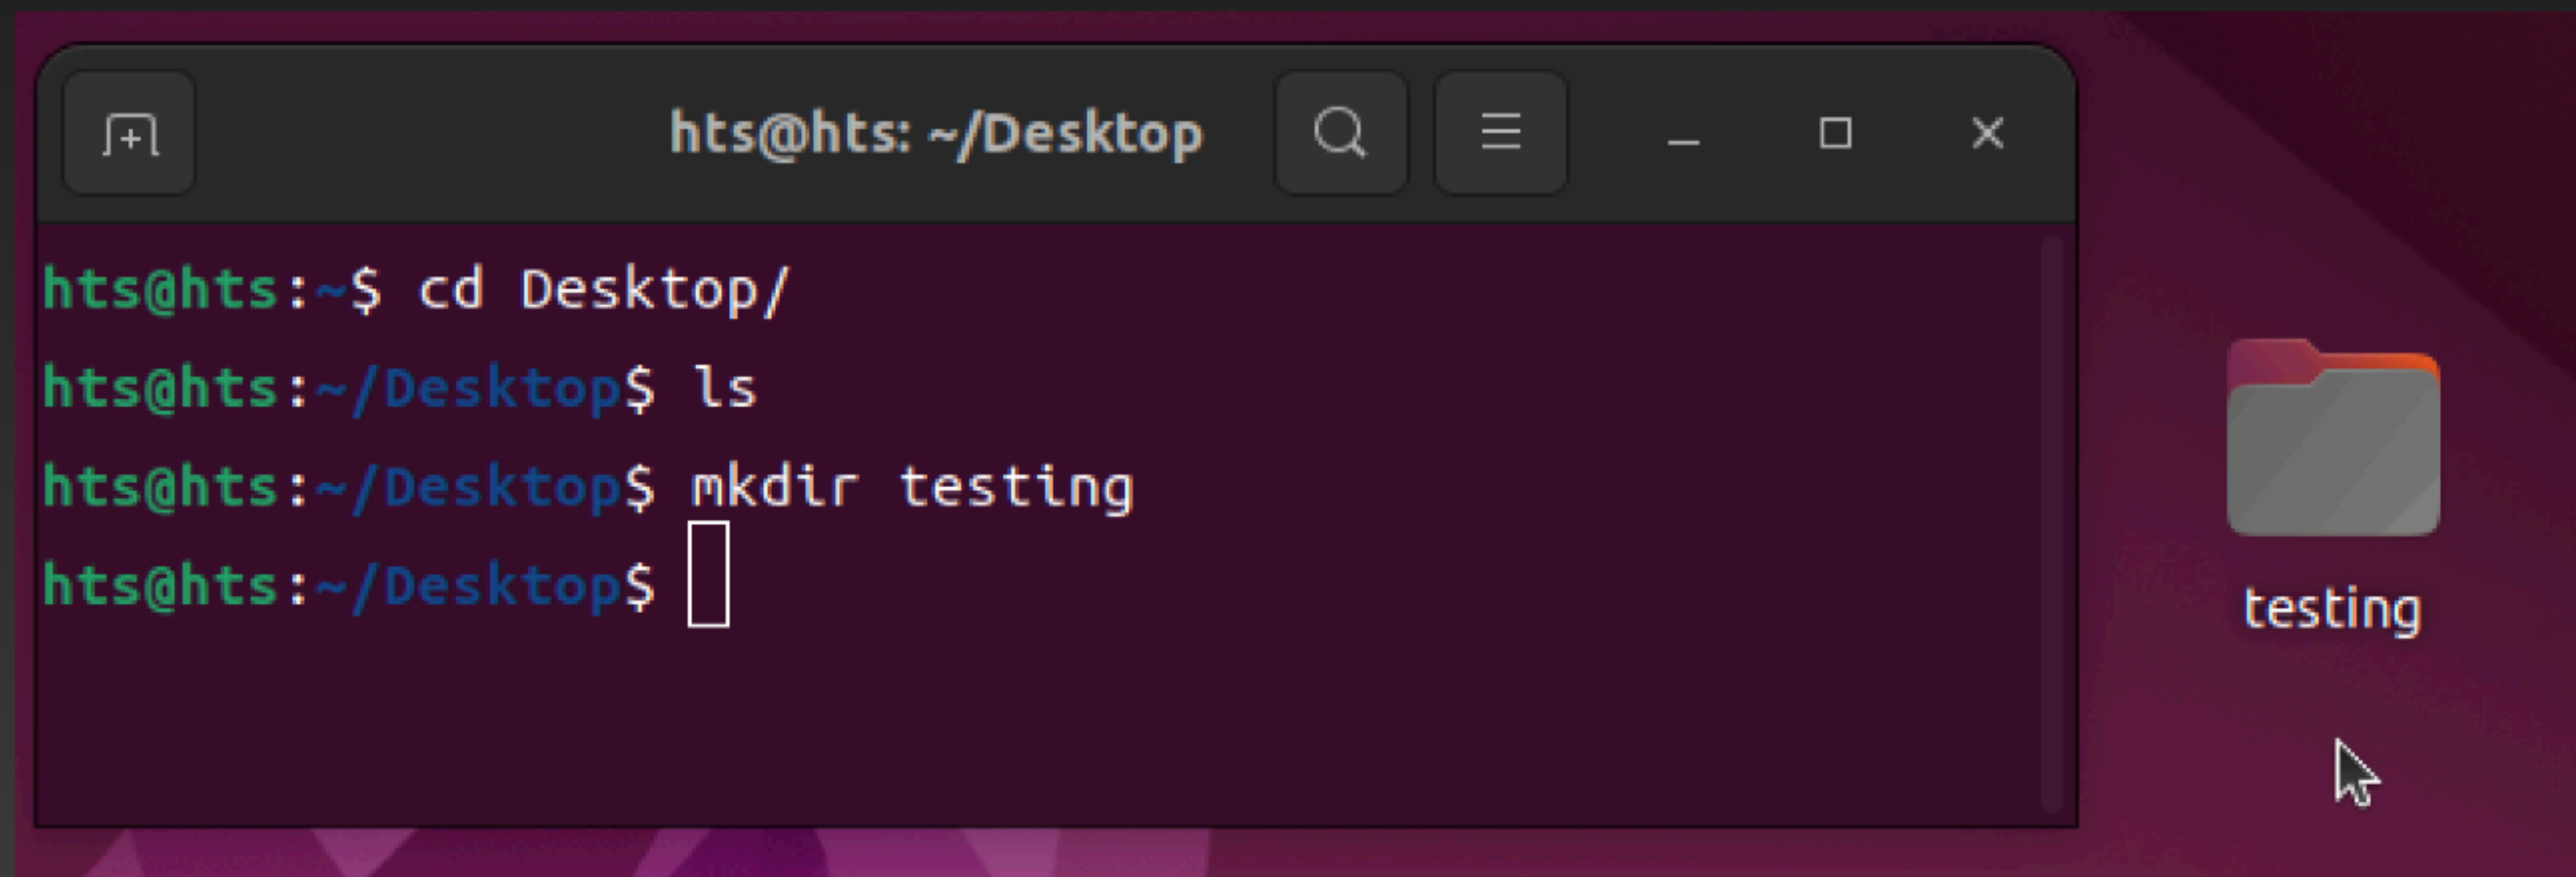 hts@hts: ~/Desktop
hts@hts:~$ cd Desktop/
hts@hts:~/Desktop$ ls
hts@hts:~/Desktop$ mkdir testing
hts@hts:~/Desktop$
testing